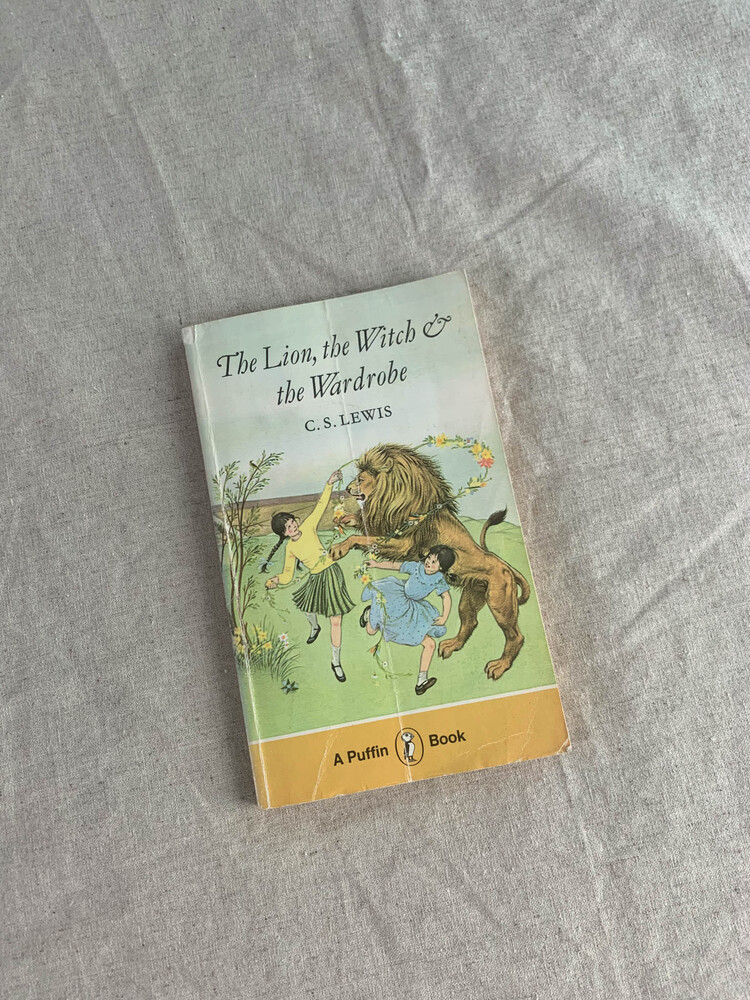 The Lion, the Witch &
the Wardrobe
C. S. LEWIS
A Puffin Book